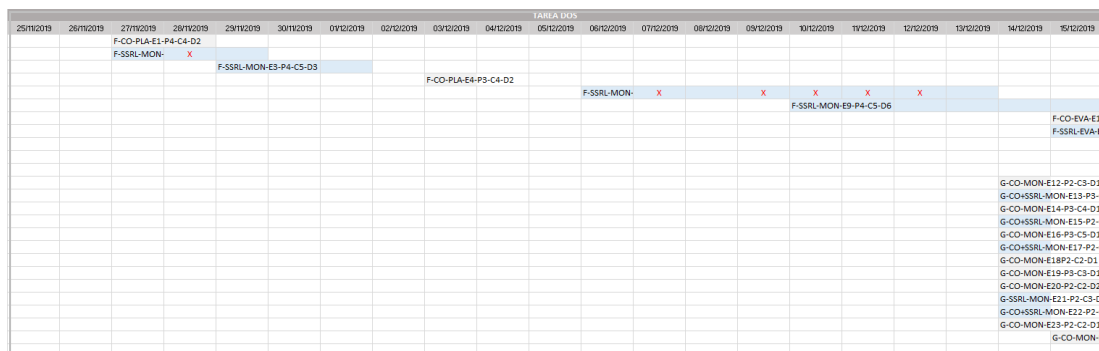 TAREA DOS
25/11/2019 26/11/2019 27/11/2019 28/11/2019 29/11/2019 30/11/2019 01/12/2019 02/12/2019 03/12/2019 04/12/2019 05/12/2019 06/12/2019 07/12/2019 08/12/2019 09/12/2019 10/12/2019 11/12/2019 12/12/2019 13/12/2019 14/12/2019 15/12/2019
F-CO-PLA-E1-P4-C4-D2
F-SSRL-MON- X
F-SSRL-MON-E3-P4-C5-D3
F-CO-PLA-E4-P3-C4-D2
F-SSRL-MON- X X X X X
F-SSRL-MON-E9-P4-C5-D6
F-CO-EVA-E1
F-SSRL-EVA-
G-CO-MON-E12-P2-C3-D1
G-CO+SSRL-MON-E13-P3-
G-CO-MON-E14-P3-C4-D1
G-CO+SSRL-MON-E15-P2-
G-CO-MON-E16-P3-C5-D1
G-CO+SSRL-MON-E17-P2-
G-CO-MON-E18P2-C2-D1
G-CO-MON-E19-P3-C3-D1
G-CO-MON-E20-P2-C2-D2
G-SSRL-MON-E21-P2-C3-D
G-CO+SSRL-MON-E22-P2-
G-CO-MON-E23-P2-C2-D1
G-CO-MON-